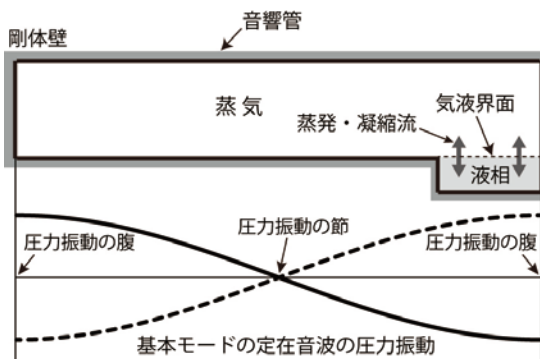 音響管
剛体壁
蒸気
気液界面
蒸発・凝縮流
液相
圧力振動の腹
圧力振動の節
圧力振動の腹
基本モードの定在音波の圧力振動